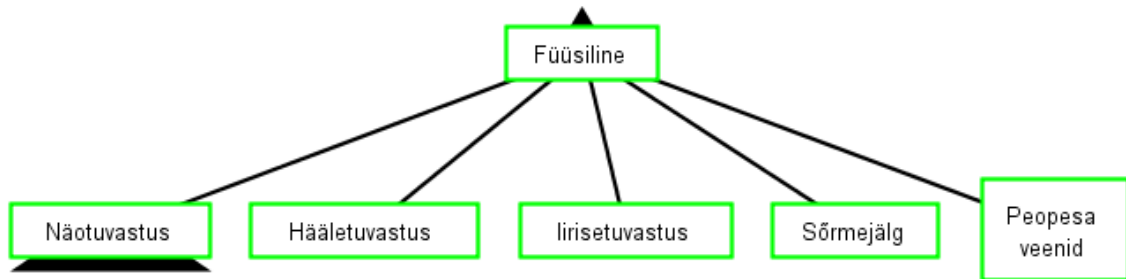 Füüsiline
Näotuvastus
Hääletuvastus
Iirisetuvastus
Sõrmejälg
Peopesa
veenid